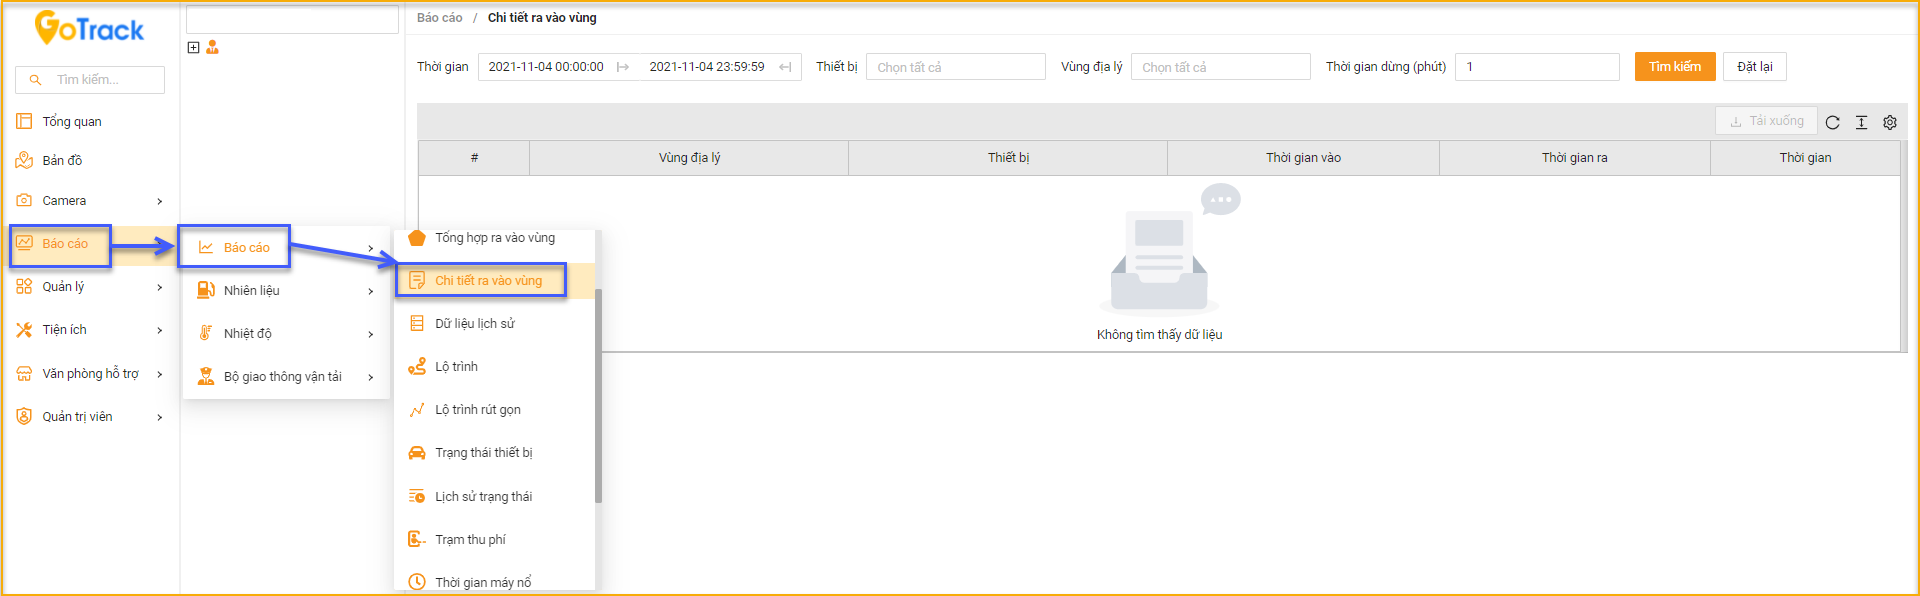 GoTrack
Tìm kiếm...
Tổng quan
Bản đồ
Camera
Báo cáo
Quản lý
Tiện ích
Văn phòng hỗ trợ
Quản trị viên
Báo cáo
Nhiên liệu
Nhiệt độ
Bộ giao thông vận tải
Tổng hợp ra vào vùng
Chi tiết ra vào vùng
Dữ liệu lịch sử
Lộ trình
Lộ trình rút gọn
Trạng thái thiết bị
Lịch sử trạng thái
Trạm thu phí
Thời gian máy nổ
Báo cáo / Chi tiết ra vào vùng
Thời gian 2021-11-04 00:00:00 2021-11-04 23:59:59 Thiết bị Chọn tất cả Vùng địa lý Chọn tất cả Thời gian dừng (phút) 1 Tìm kiếm Đặt lại
Tải xuống
# Vùng địa lý Thiết bị Thời gian vào Thời gian ra Thời gian
Không tìm thấy dữ liệu